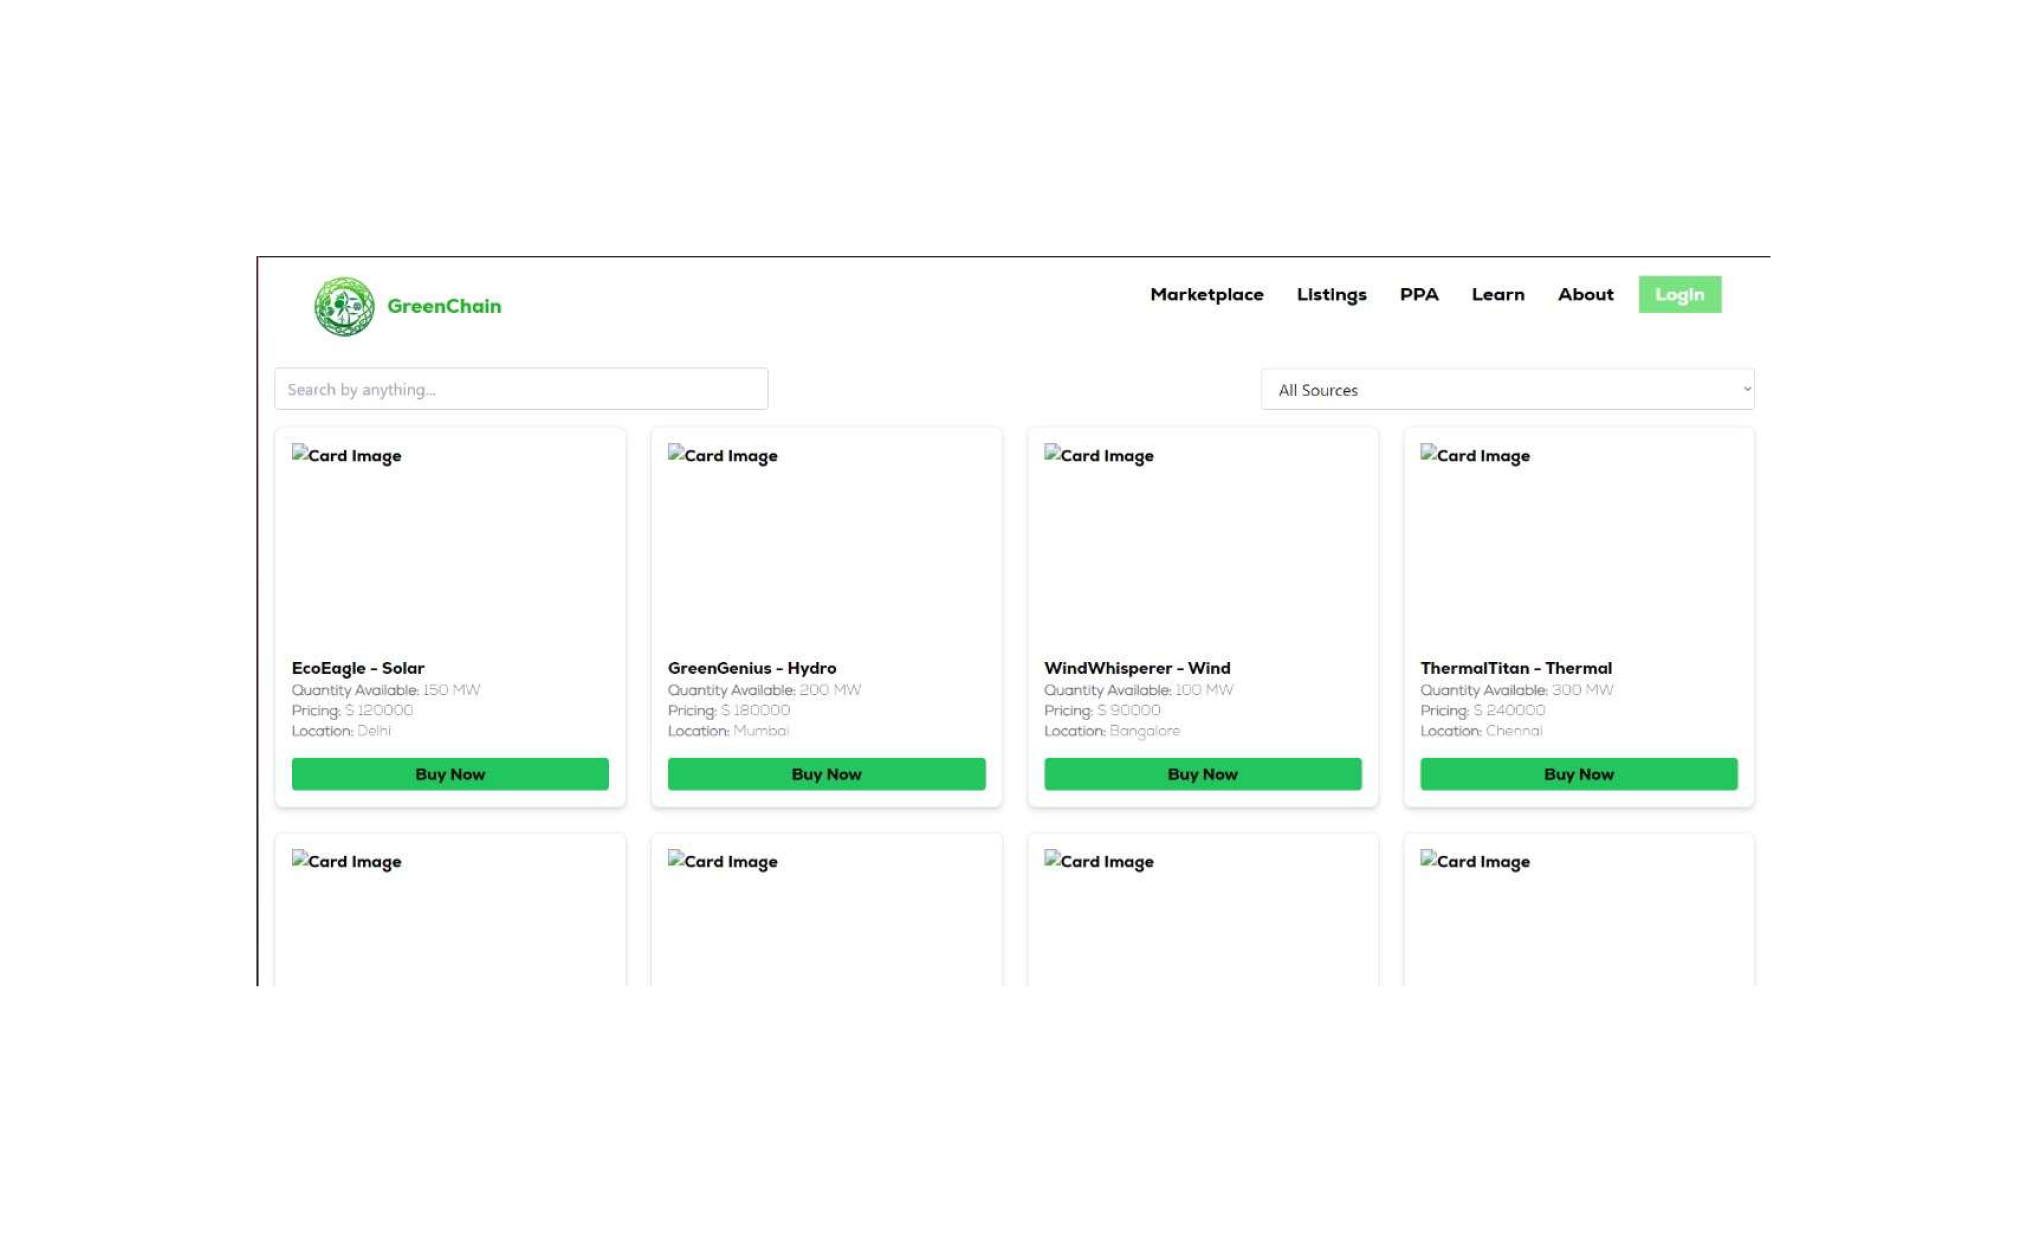 GreenChain
Marketplace Listings PPA Learn About Login
Search by anything...
All Sources
Card Image
EcoEagle - Solar
Quantity Available: 150 MW
Pricing: $ 120000
Location: Delhi
Buy Now
Card Image
GreenGenius - Hydro
Quantity Available: 200 MW
Pricing: $ 180000
Location: Mumbai
Buy Now
Card Image
WindWhisperer - Wind
Quantity Available: 100 MW
Pricing: $ 90000
Location: Bangalore
Buy Now
Card Image
ThermalTitan - Thermal
Quantity Available: 300 MW
Pricing: $ 240000
Location: Chennai
Buy Now
Card Image
Card Image
Card Image
Card Image